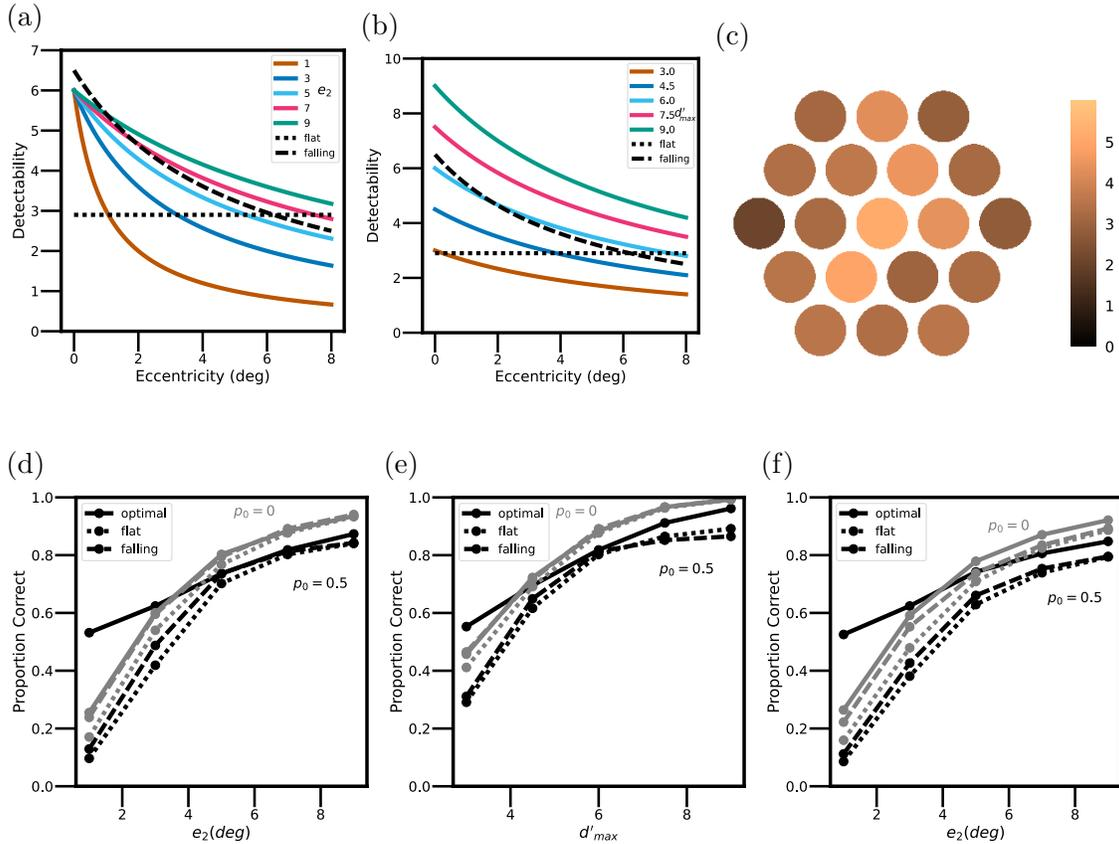 (a)
7
6
5
4
3
2
1
0
Detectability
0 2 4 6 8
Eccentricity (deg)
1
3
5 e₂
7
9
flat
falling
(b)
10
8
6
4
2
0
Detectability
0 2 4 6 8
Eccentricity (deg)
3.0
4.5
6.0
7.5 d'max
9.0
flat
falling
(c)
5
4
3
2
1
0
(d)
1.0
0.8
0.6
0.4
0.2
0.0
Proportion Correct
optimal
flat
falling
p₀ = 0
p₀ = 0.5
2 4 6 8
e₂(deg)
(e)
1.0
0.8
0.6
0.4
0.2
0.0
Proportion Correct
optimal
flat
falling
p₀ = 0
p₀ = 0.5
4 6 8
d'max
(f)
1.0
0.8
0.6
0.4
0.2
0.0
Proportion Correct
optimal
flat
falling
p₀ = 0
p₀ = 0.5
2 4 6 8
e₂(deg)